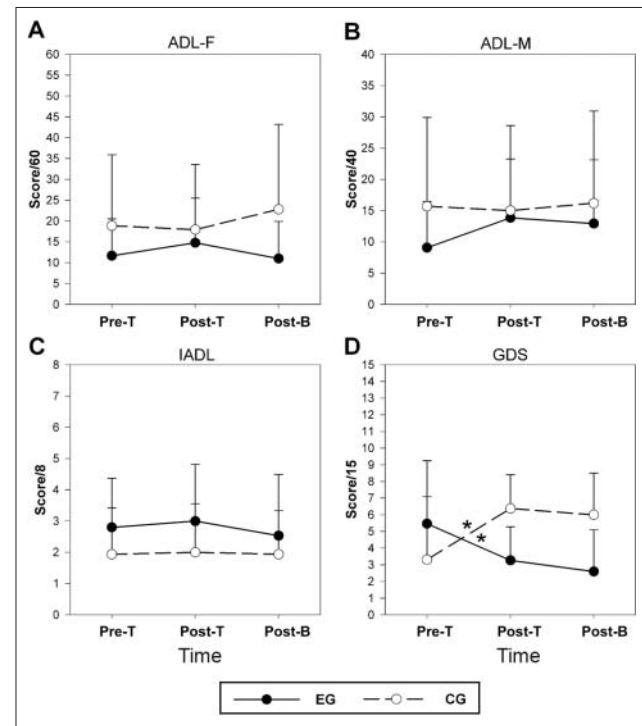 A
ADL-F
Score/60
60
55
50
45
40
35
30
25
20
15
10
5
0
Pre-T Post-T Post-B
B
ADL-M
Score/40
40
35
30
25
20
15
10
5
0
Pre-T Post-T Post-B
C
IADL
Score/8
8
7
6
5
4
3
2
1
0
Pre-T Post-T Post-B
Time
D
GDS
Score/15
15
14
13
12
11
10
9
8
7
6
5
4
3
2
1
0
*
*
Pre-T Post-T Post-B
Time
EG CG